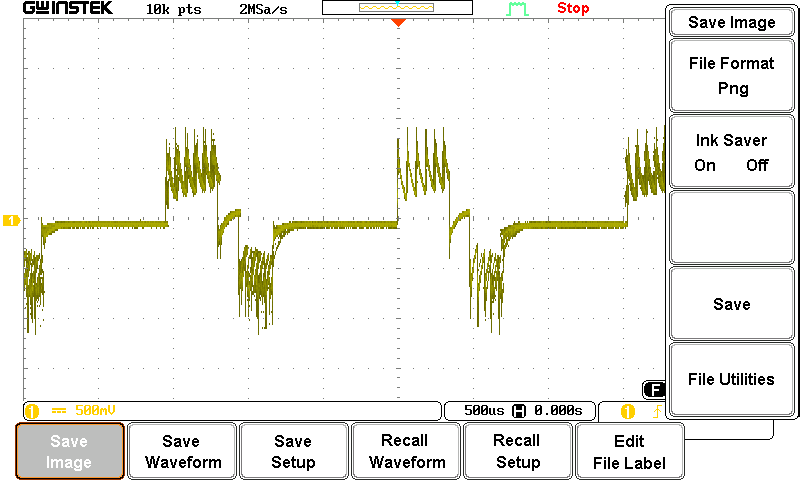 GWINSTEK 10k pts 2MSa/s Stop
Save Image
File Format
Png
Ink Saver
On Off
Save
File Utilities
1
F
1 500mV 500us H 0.000s 1
Save
Image
Save
Waveform
Save
Setup
Recall
Waveform
Recall
Setup
Edit
File Label